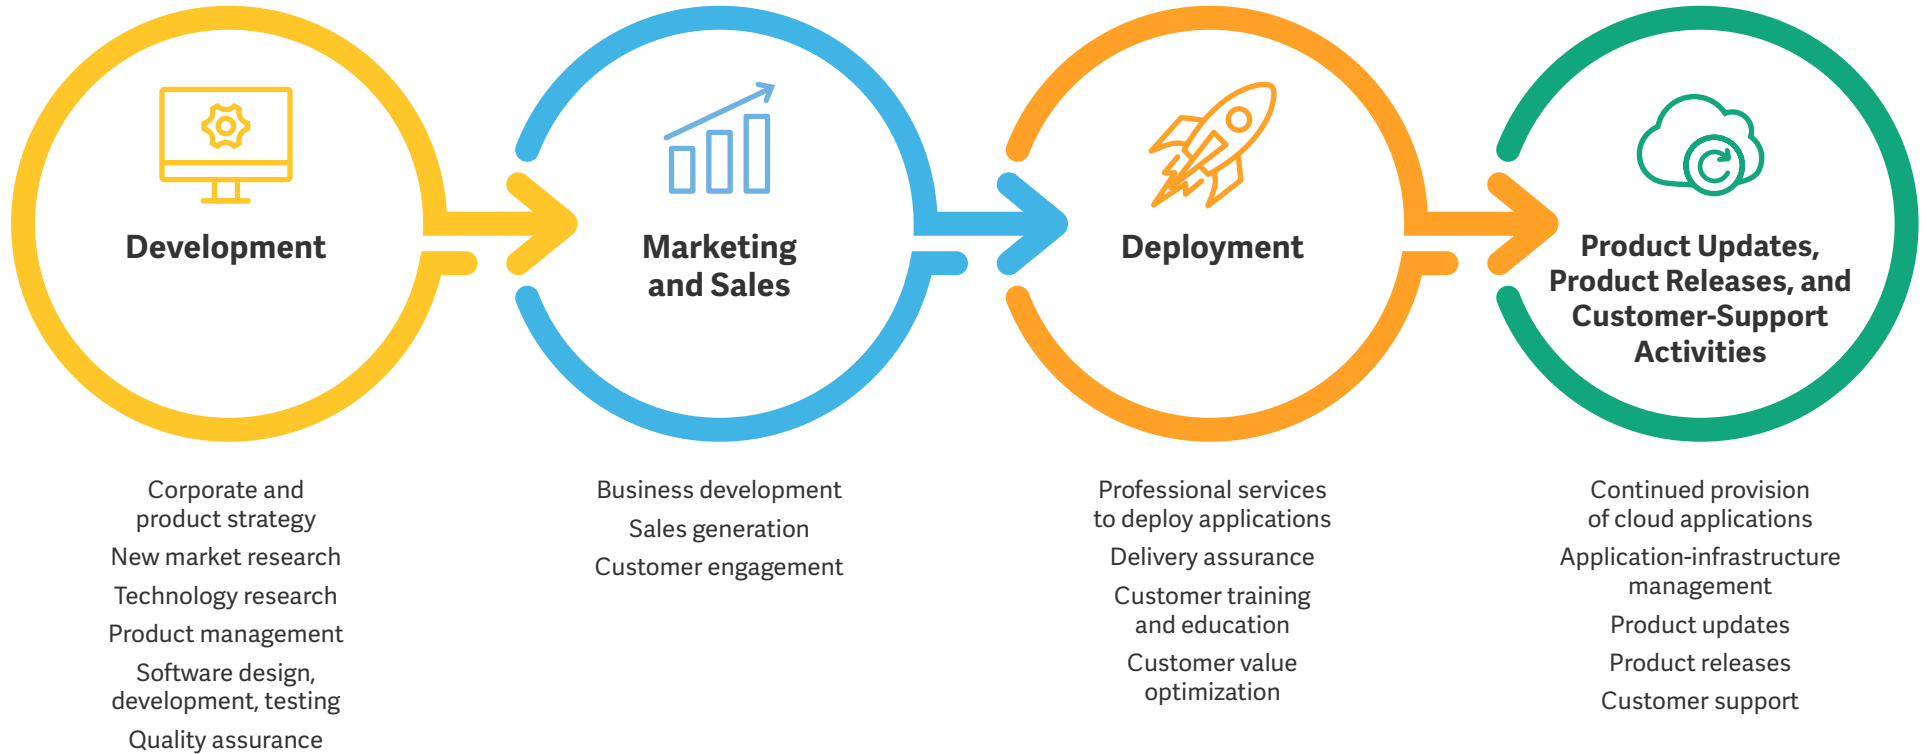 Development
Marketing
and Sales
Deployment
Product Updates,
Product Releases, and
Customer-Support
Activities
Corporate and
product strategy
New market research
Technology research
Product management
Software design,
development, testing
Quality assurance
Business development
Sales generation
Customer engagement
Professional services
to deploy applications
Delivery assurance
Customer training
and education
Customer value
optimization
Continued provision
of cloud applications
Application-infrastructure
management
Product updates
Product releases
Customer support